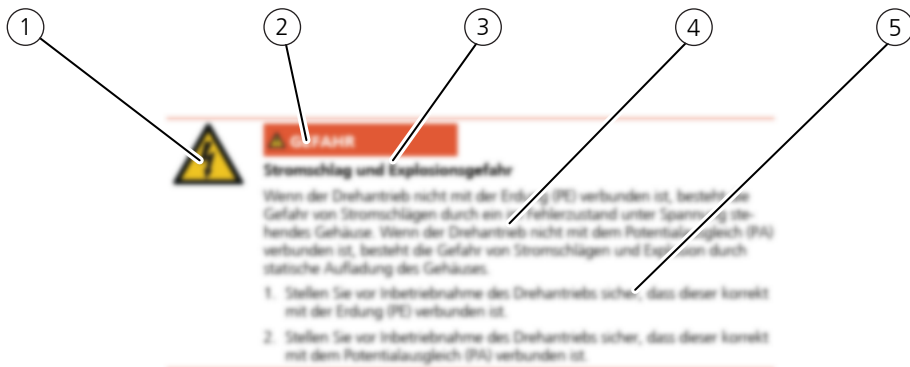 1 2 3 4 5
GEFAHR
Stromschlag und Explosionsgefahr
Wenn der Drehantrieb nicht mit der Erdung (PE) verbunden ist, besteht die
Gefahr von Stromschlägen durch ein im Fehlerzustand unter Spannung ste-
hendes Gehäuse. Wenn der Drehantrieb nicht mit dem Potentialausgleich (PA)
verbunden ist, besteht die Gefahr von Stromschlägen und Explosion durch
statische Aufladung des Gehäuses.
1. Stellen Sie vor Inbetriebnahme des Drehantriebs sicher, dass dieser korrekt
mit der Erdung (PE) verbunden ist.
2. Stellen Sie vor Inbetriebnahme des Drehantriebs sicher, dass dieser korrekt
mit dem Potentialausgleich (PA) verbunden ist.